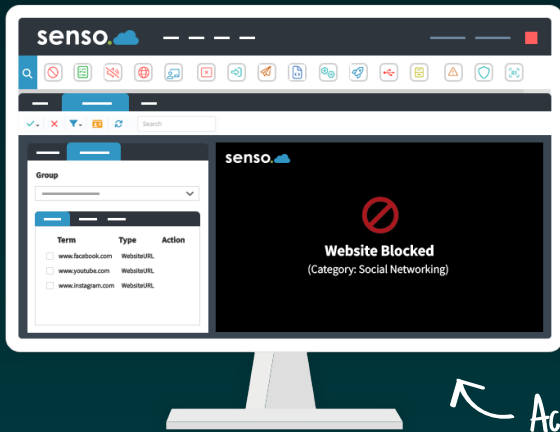 senso.
Search
Group
Term Type Action
www.facebook.com WebsiteURL
www.youtube.com WebsiteURL
www.instagram.com WebsiteURL
senso.
Website Blocked
(Category: Social Networking)